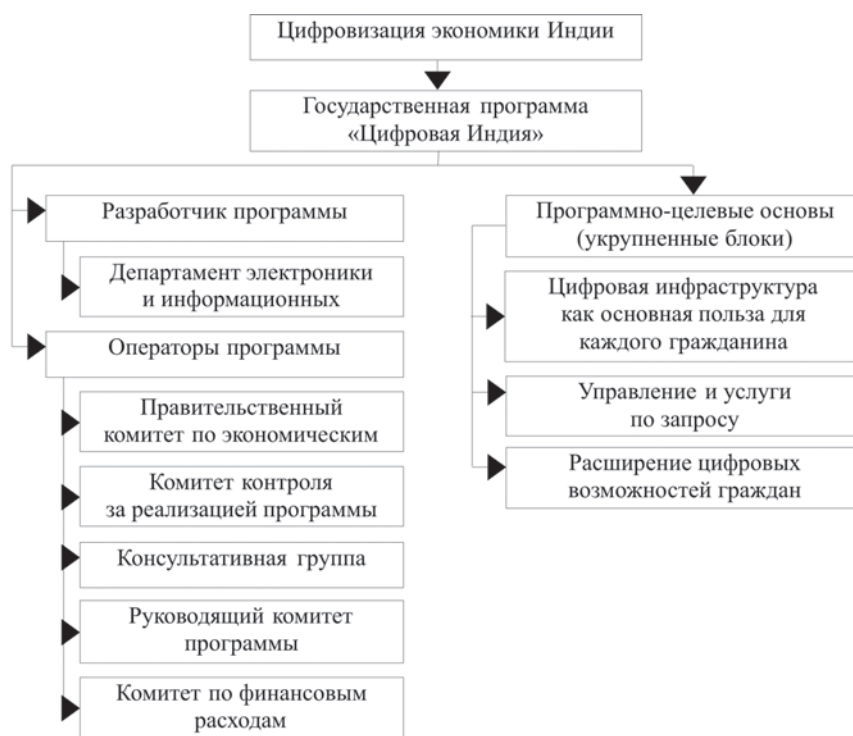 Цифровизация экономики Индии
Государственная программа
«Цифровая Индия»
Разработчик программы
Департамент электроники
и информационных
Операторы программы
Правительственный
комитет по экономическим
Комитет контроля
за реализацией программы
Консультативная группа
Руководящий комитет
программы
Комитет по финансовым
расходам
Программно-целевые основы
(укрупненные блоки)
Цифровая инфраструктура
как основная польза для
каждого гражданина
Управление и услуги
по запросу
Расширение цифровых
возможностей граждан